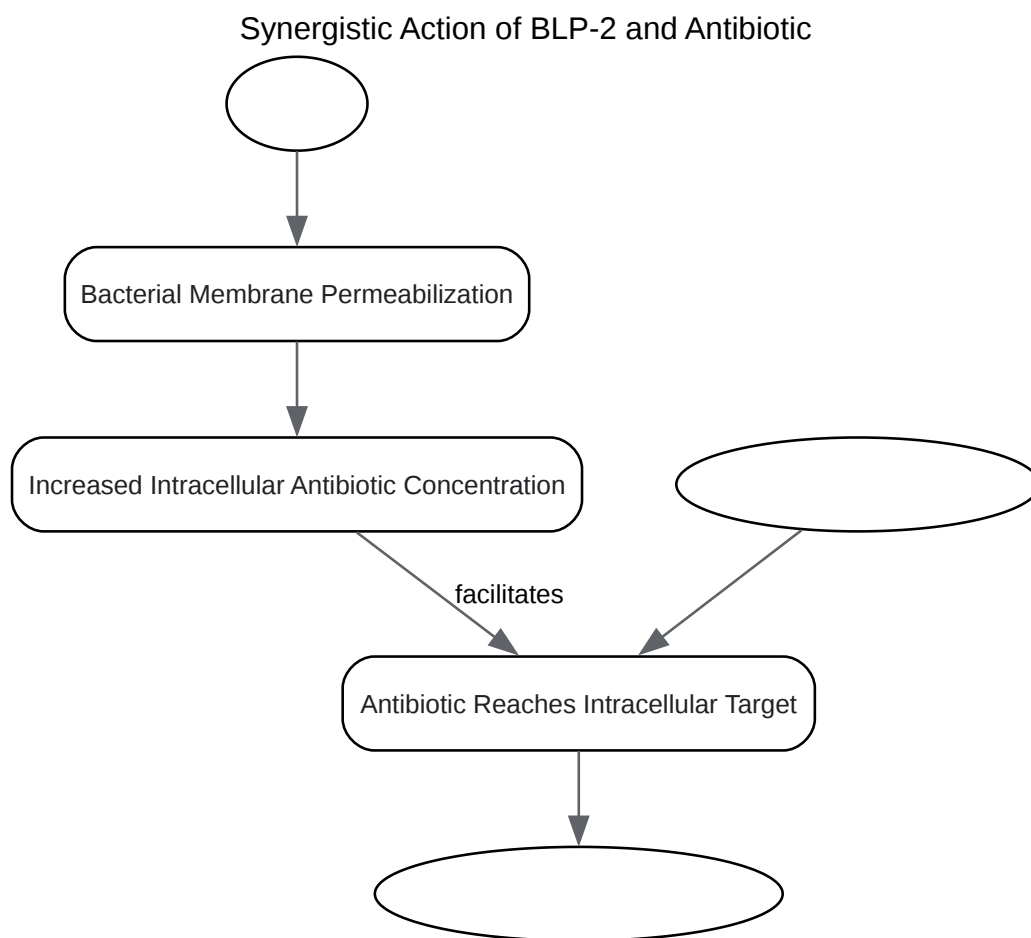 Synergistic Action of BLP-2 and Antibiotic
Bacterial Membrane Permeabilization
Increased Intracellular Antibiotic Concentration
facilitates
Antibiotic Reaches Intracellular Target